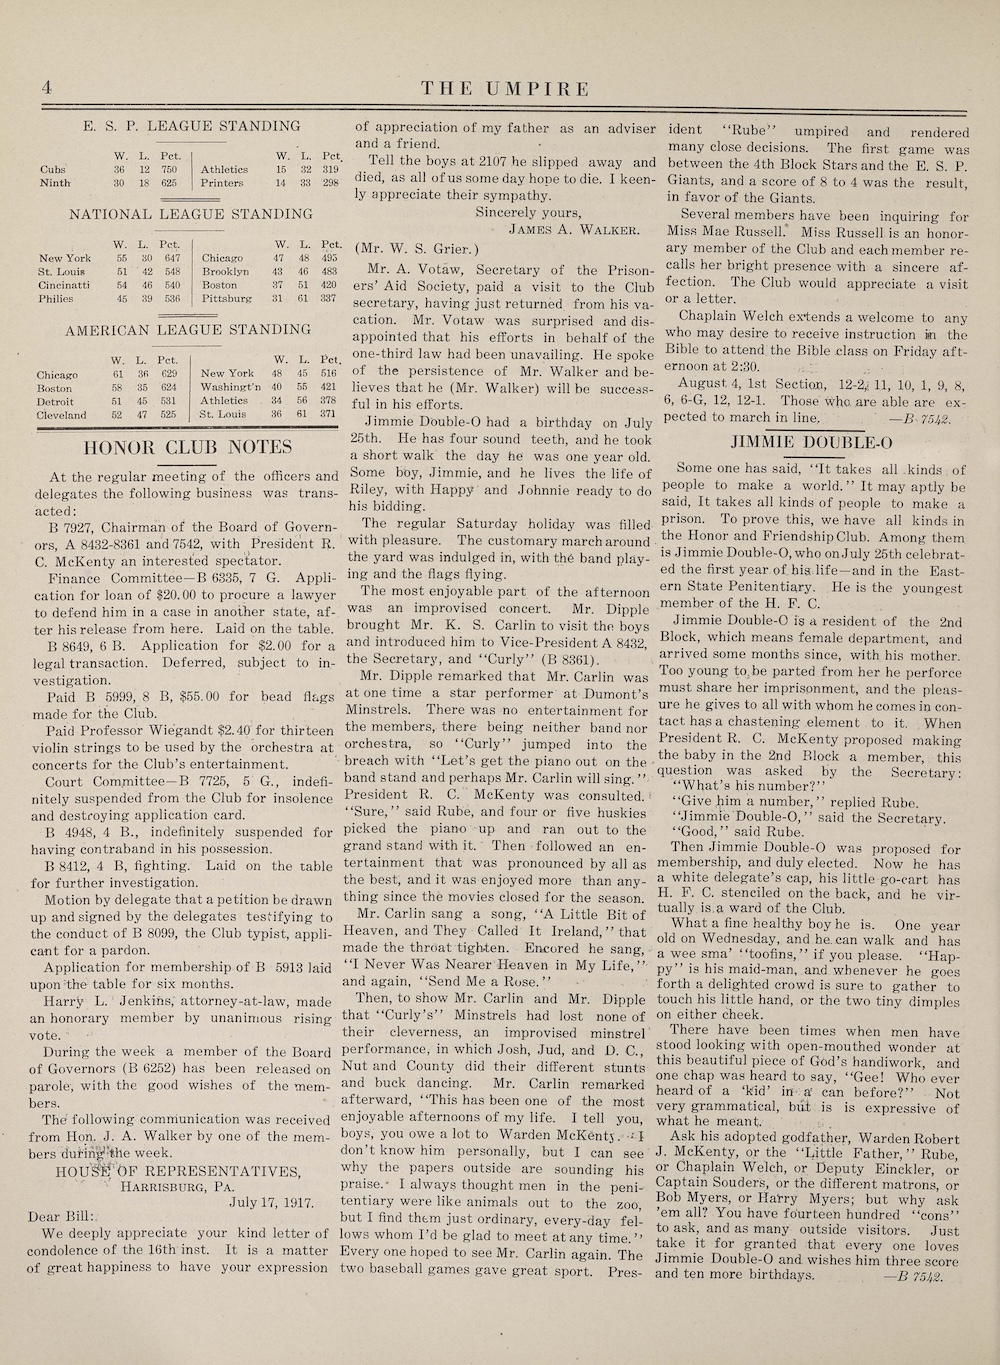 4
THE UMPIRE
E. S. P. LEAGUE STANDING
W. L. Pct. W. L. Pct.
Cubs 36 12 750 Athletics 15 32 319
Ninth 30 18 625 Printers 14 33 298
NATIONAL LEAGUE STANDING
W. L. Pct. W. L. Pct.
New York 55 30 647 Chicago 47 48 495
St. Louis 51 42 548 Brooklyn 43 46 483
Cincinatti 54 46 540 Boston 37 51 420
Philies 45 39 536 Pittsburg 31 61 337
AMERICAN LEAGUE STANDING
W. L. Pct. W. L. Pct.
Chicago 61 36 629 New York 48 45 516
Boston 58 35 624 Washingt'n 40 55 421
Detroit 51 45 531 Athletics 34 56 378
Cleveland 52 47 525 St. Louis 36 61 371
HONOR CLUB NOTES
At the regular meeting of the officers and
delegates the following business was trans-
acted:
B 7927, Chairman of the Board of Govern-
ors, A 8432-8361 and 7542, with President R.
C. McKenty an interested spectator.
Finance Committee—B 6335, 7 G. Appli-
cation for loan of $20.00 to procure a lawyer
to defend him in a case in another state, af-
ter his release from here. Laid on the table.
B 8649, 6 B. Application for $2.00 for a
legal transaction. Deferred, subject to in-
vestigation.
Paid B 5999, 8 B, $55.00 for bead flags
made for the Club.
Paid Professor Wiegandt $2.40 for thirteen
violin strings to be used by the orchestra at
concerts for the Club's entertainment.
Court Committee—B 7725, 5 G., indefi-
nitely suspended from the Club for insolence
and destroying application card.
B 4948, 4 B., indefinitely suspended for
having contraband in his possession.
B 8412, 4 B, fighting. Laid on the table
for further investigation.
Motion by delegate that a petition be drawn
up and signed by the delegates testifying to
the conduct of B 8099, the Club typist, appli-
cant for a pardon.
Application for membership of B 5913 laid
upon the table for six months.
Harry L. Jenkins, attorney-at-law, made
an honorary member by unanimous rising
vote.
During the week a member of the Board
of Governors (B 6252) has been released on
parole, with the good wishes of the mem-
bers.
The following communication was received
from Hon. J. A. Walker by one of the mem-
bers during the week.
HOUSE OF REPRESENTATIVES,
HARRISBURG, PA.
July 17, 1917.
Dear Bill:
We deeply appreciate your kind letter of
condolence of the 16th inst. It is a matter
of great happiness to have your expression
of appreciation of my father as an adviser
and a friend.
Tell the boys at 2107 he slipped away and
died, as all of us some day hope to die. I keen-
ly appreciate their sympathy.
Sincerely yours,
JAMES A. WALKER.
(Mr. W. S. Grier.)
Mr. A. Votaw, Secretary of the Prison-
ers' Aid Society, paid a visit to the Club
secretary, having just returned from his va-
cation. Mr. Votaw was surprised and dis-
appointed that his efforts in behalf of the
one-third law had been unavailing. He spoke
of the persistence of Mr. Walker and be-
lieves that he (Mr. Walker) will be success-
ful in his efforts.
Jimmie Double-O had a birthday on July
25th. He has four sound teeth, and he took
a short walk the day he was one year old.
Some boy, Jimmie, and he lives the life of
Riley, with Happy and Johnnie ready to do
his bidding.
The regular Saturday holiday was filled
with pleasure. The customary march around
the yard was indulged in, with the band play-
ing and the flags flying.
The most enjoyable part of the afternoon
was an improvised concert. Mr. Dipple
brought Mr. K. S. Carlin to visit the boys
and introduced him to Vice-President A 8432,
the Secretary, and "Curly" (B 8361).
Mr. Dipple remarked that Mr. Carlin was
at one time a star performer at Dumont's
Minstrels. There was no entertainment for
the members, there being neither band nor
orchestra, so "Curly" jumped into the
breach with "Let's get the piano out on the
band stand and perhaps Mr. Carlin will sing."
President R. C. McKenty was consulted.
"Sure," said Rube, and four or five huskies
picked the piano up and ran out to the
grand stand with it. Then followed an en-
tertainment that was pronounced by all as
the best, and it was enjoyed more than any-
thing since the movies closed for the season.
Mr. Carlin sang a song, "A Little Bit of
Heaven, and They Called It Ireland," that
made the throat tighten. Encored he sang,
"I Never Was Nearer Heaven in My Life,"
and again, "Send Me a Rose."
Then, to show Mr. Carlin and Mr. Dipple
that "Curly's" Minstrels had lost none of
their cleverness, an improvised minstrel
performance, in which Josh, Jud, and D. C.,
Nut and County did their different stunts
and buck dancing. Mr. Carlin remarked
afterward, "This has been one of the most
enjoyable afternoons of my life. I tell you,
boys, you owe a lot to Warden McKenty. I
don't know him personally, but I can see
why the papers outside are sounding his
praise. I always thought men in the peni-
tentiary were like animals out to the zoo,
but I find them just ordinary, every-day fel-
lows whom I'd be glad to meet at any time."
Every one hoped to see Mr. Carlin again. The
two baseball games gave great sport. Pres-
ident "Rube" umpired and rendered
many close decisions. The first game was
between the 4th Block Stars and the E. S. P.
Giants, and a score of 8 to 4 was the result,
in favor of the Giants.
Several members have been inquiring for
Miss Mae Russell. Miss Russell is an honor-
ary member of the Club and each member re-
calls her bright presence with a sincere af-
fection. The Club would appreciate a visit
or a letter.
Chaplain Welch extends a welcome to any
who may desire to receive instruction in the
Bible to attend the Bible class on Friday aft-
ernoon at 2:30.
August 4, 1st Section, 12-2, 11, 10, 1, 9, 8,
6, 6-G, 12, 12-1. Those who are able are ex-
pected to march in line. —B 7542.
JIMMIE DOUBLE-O
Some one has said, "It takes all kinds of
people to make a world." It may aptly be
said, It takes all kinds of people to make a
prison. To prove this, we have all kinds in
the Honor and Friendship Club. Among them
is Jimmie Double-O, who on July 25th celebrat-
ed the first year of his life—and in the East-
ern State Penitentiary. He is the youngest
member of the H. F. C.
Jimmie Double-O is a resident of the 2nd
Block, which means female department, and
arrived some months since, with his mother.
Too young to be parted from her he perforce
must share her imprisonment, and the pleas-
ure he gives to all with whom he comes in con-
tact has a chastening element to it. When
President R. C. McKenty proposed making
the baby in the 2nd Block a member, this
question was asked by the Secretary:
"What's his number?"
"Give him a number," replied Rube.
"Jimmie Double-O," said the Secretary.
"Good," said Rube.
Then Jimmie Double-O was proposed for
membership, and duly elected. Now he has
a white delegate's cap, his little go-cart has
H. F. C. stenciled on the back, and he vir-
tually is a ward of the Club.
What a fine healthy boy he is. One year
old on Wednesday, and he can walk and has
a wee sma' "toofins," if you please. "Hap-
py" is his maid-man, and whenever he goes
forth a delighted crowd is sure to gather to
touch his little hand, or the two tiny dimples
on either cheek.
There have been times when men have
stood looking with open-mouthed wonder at
this beautiful piece of God's handiwork, and
one chap was heard to say, "Gee! Who ever
heard of a 'kid' in a can before?" Not
very grammatical, but is is expressive of
what he meant.
Ask his adopted godfather, Warden Robert
J. McKenty, or the "Little Father," Rube,
or Chaplain Welch, or Deputy Einckler, or
Captain Souders, or the different matrons, or
Bob Myers, or Harry Myers; but why ask
'em all? You have fourteen hundred "cons"
to ask, and as many outside visitors. Just
take it for granted that every one loves
Jimmie Double-O and wishes him three score
and ten more birthdays. —B 7542.